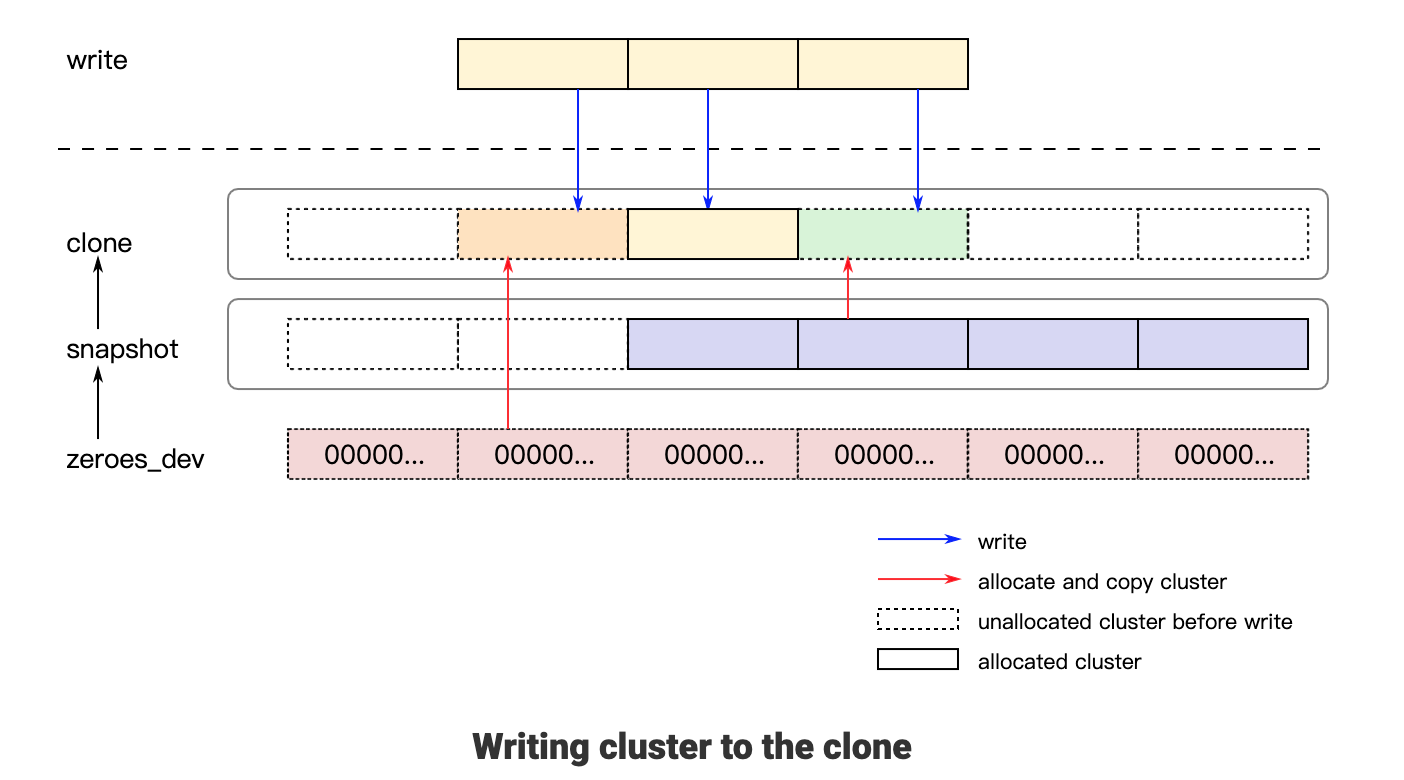 write
clone
snapshot
zeroes_dev
00000... 00000... 00000... 00000... 00000... 00000...
write
allocate and copy cluster
unallocated cluster before write
allocated cluster
Writing cluster to the clone